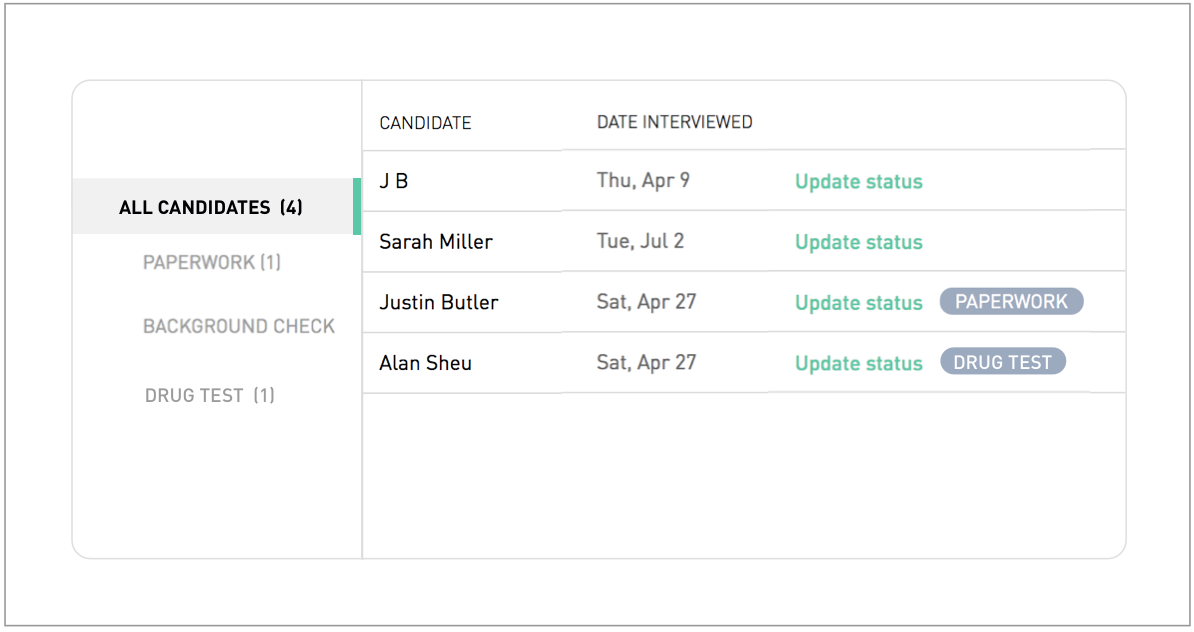 ALL CANDIDATES (4)
PAPERWORK (1)
BACKGROUND CHECK
DRUG TEST (1)
CANDIDATE DATE INTERVIEWED
J B Thu, Apr 9 Update status
Sarah Miller Tue, Jul 2 Update status
Justin Butler Sat, Apr 27 Update status PAPERWORK
Alan Sheu Sat, Apr 27 Update status DRUG TEST